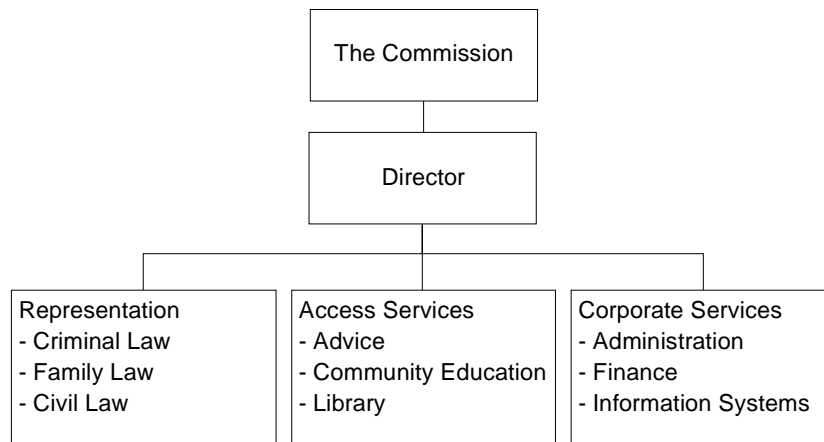 The Commission
Director
Representation
- Criminal Law
- Family Law
- Civil Law
Access Services
- Advice
- Community Education
- Library
Corporate Services
- Administration
- Finance
- Information Systems